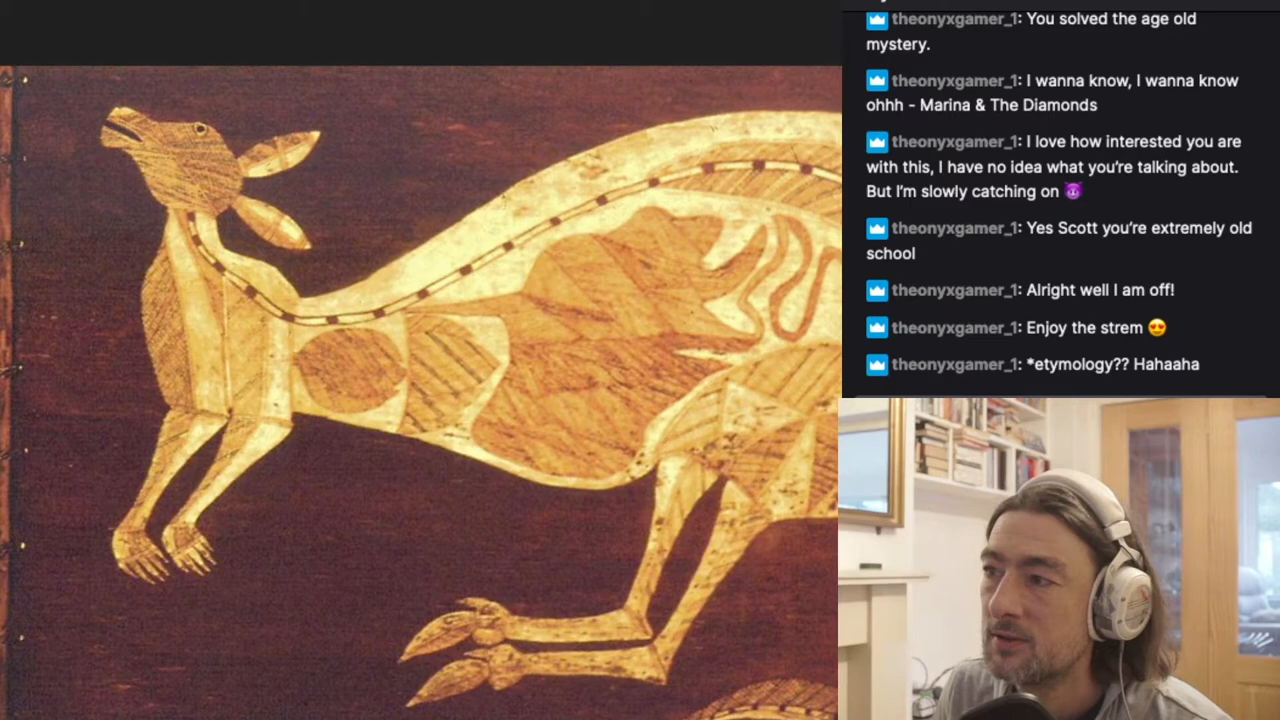 theonyxgamer_1: You solved the age old
mystery.
theonyxgamer_1: I wanna know, I wanna know
ohhh - Marina & The Diamonds
theonyxgamer_1: I love how interested you are
with this, I have no idea what you’re talking about.
But I’m slowly catching on 😈
theonyxgamer_1: Yes Scott you’re extremely old
school
theonyxgamer_1: Alright well I am off!
theonyxgamer_1: Enjoy the strem 😍
theonyxgamer_1: *etymology?? Hahaaha